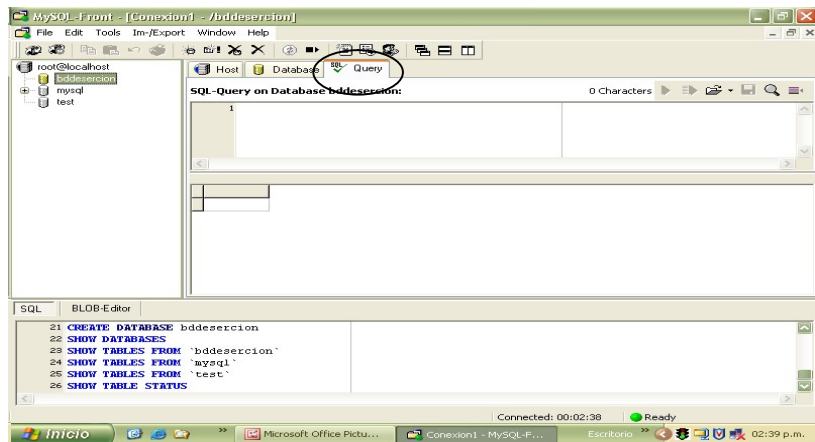 MySQL-Front - [Conexion1 - /bddesercion]
File Edit Tools Im-/Export Window Help
root@localhost
bddesercion
mysql
test
Host Database SQL Query
SQL-Query on Database bddesercion:
0 Characters
1
SQL BLOB-Editor
21 CREATE DATABASE bddesercion
22 SHOW DATABASES
23 SHOW TABLES FROM `bddesercion`
24 SHOW TABLES FROM `mysql`
25 SHOW TABLES FROM `test`
26 SHOW TABLE STATUS
Connected: 00:02:38 Ready
Inicio » Microsoft Office Pictu... Conexion1 - MySQL-F... Escritorio » 02:39 p.m.